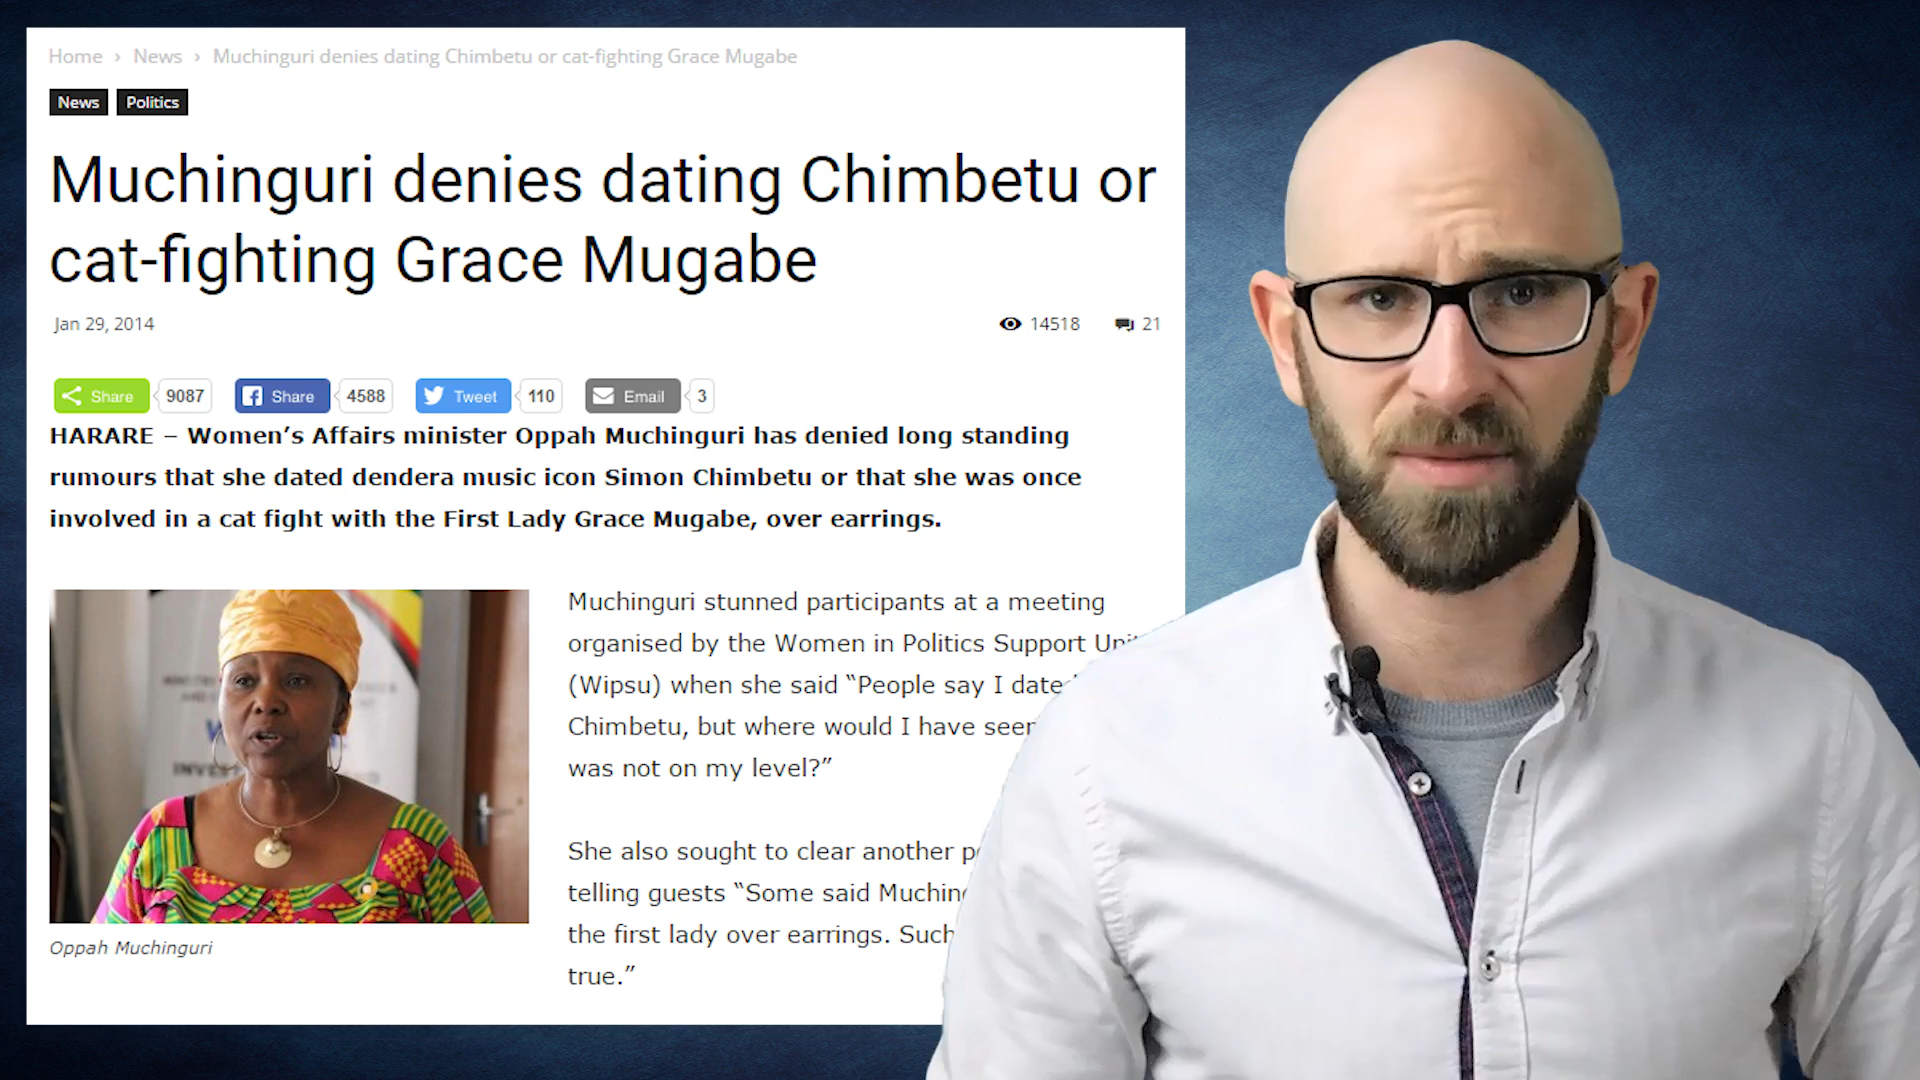 Home › News › Muchinguri denies dating Chimbetu or cat-fighting Grace Mugabe
News Politics
Muchinguri denies dating Chimbetu or
cat-fighting Grace Mugabe
Jan 29, 2014 14518 21
Share 9087 Share 4588 Tweet 110 Email 3
HARARE – Women’s Affairs minister Oppah Muchinguri has denied long standing
rumours that she dated dendera music icon Simon Chimbetu or that she was once
involved in a cat fight with the First Lady Grace Mugabe, over earrings.
Muchinguri stunned participants at a meeting
organised by the Women in Politics Support
(Wipsu) when she said “People say I
Chimbetu, but where would I have
was not on my level?”
She also sought to clear another
telling guests “Some said
the first lady over earrings. Such
true.”
Oppah Muchinguri